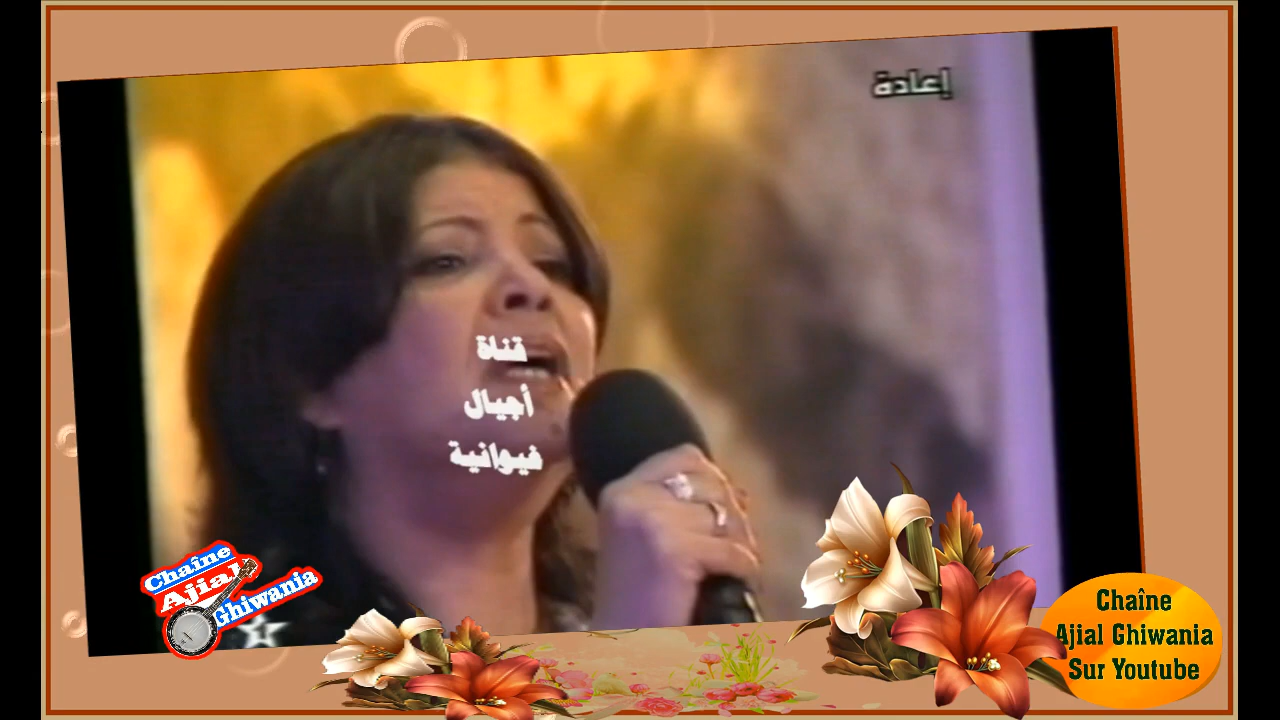 إعادة
قناة
أجيال
غيوانية
Chaîne
Ajial
Ghiwania
Chaîne
Ajial Ghiwania
Sur Youtube